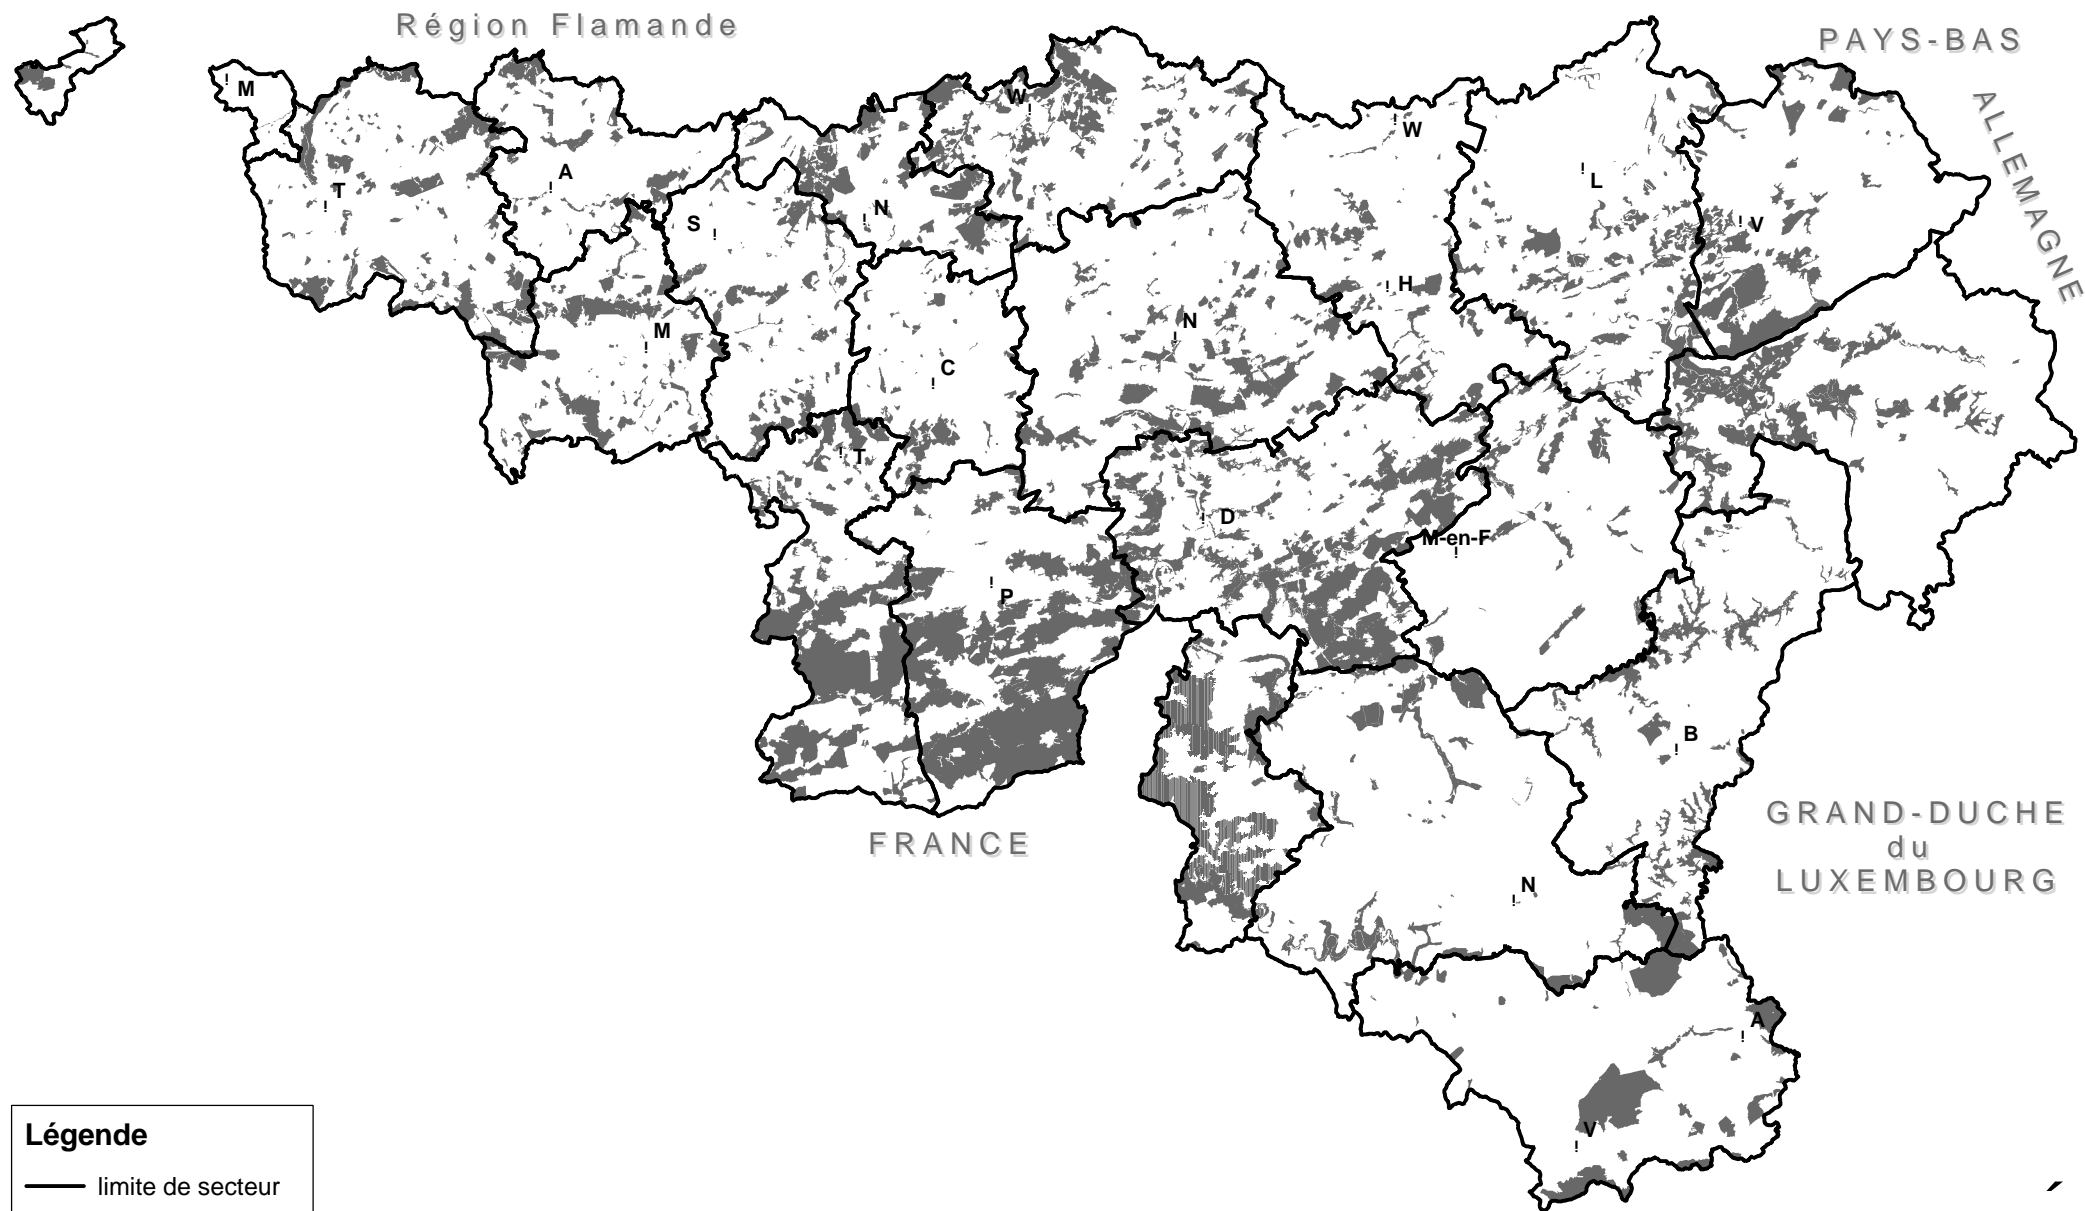 Région Flamande
PAYS-BAS
ALLEMAGNE
M
W
W
T
A
L
S
N
V
H
N
M
C
T
D
M-en-F
P
B
FRANCE
GRAND-DUCHE
du
LUXEMBOURG
N
A
V
Légende
limite de secteur